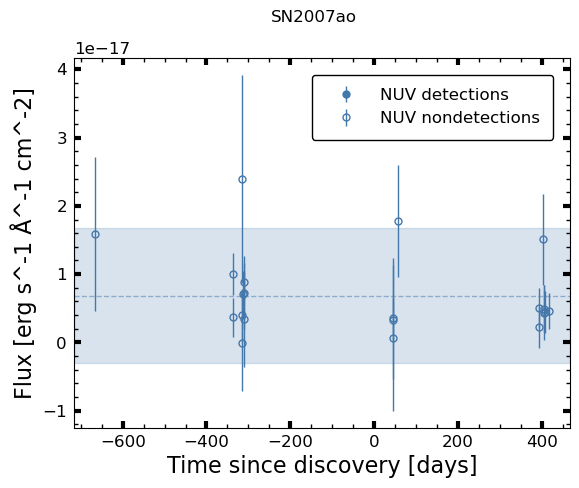 SN2007ao
1e−17
4
3
2
1
0
−1
NUV detections
NUV nondetections
Flux [erg s^-1 Å^-1 cm^-2]
−600
−400
−200
0
200
400
Time since discovery [days]